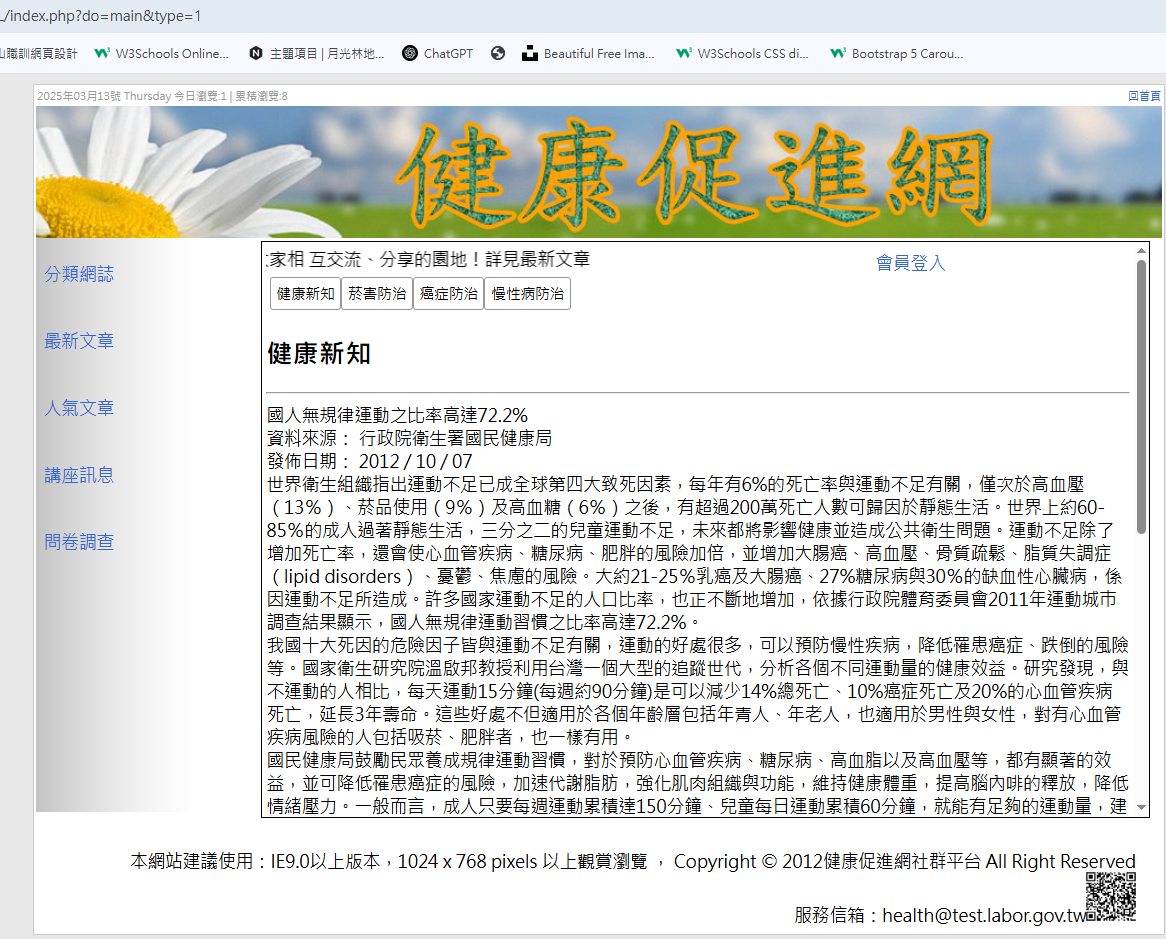 /index.php?do=main&type=1
山職訓網頁設計 W3Schools Online... 主題項目 | 月光林地... ChatGPT Beautiful Free Ima... W3Schools CSS di... Bootstrap 5 Carou...
2025年03月13號 Thursday 今日瀏覽:1 | 累積瀏覽:8 回首頁
健康促進網
家相 互交流、分享的園地！詳見最新文章 會員登入
健康新知 菸害防治 癌症防治 慢性病防治
分類網誌
最新文章
人氣文章
講座訊息
問卷調查
健康新知
國人無規律運動之比率高達72.2%
資料來源： 行政院衛生署國民健康局
發佈日期： 2012 / 10 / 07
世界衛生組織指出運動不足已成全球第四大致死因素，每年有6%的死亡率與運動不足有關，僅次於高血壓
（13%）、菸品使用（9%）及高血糖（6%）之後，有超過200萬死亡人數可歸因於靜態生活。世界上約60-
85%的成人過著靜態生活，三分之二的兒童運動不足，未來都將影響健康並造成公共衛生問題。運動不足除了
增加死亡率，還會使心血管疾病、糖尿病、肥胖的風險加倍，並增加大腸癌、高血壓、骨質疏鬆、脂質失調症
（lipid disorders）、憂鬱、焦慮的風險。大約21-25%乳癌及大腸癌、27%糖尿病與30%的缺血性心臟病，係
因運動不足所造成。許多國家運動不足的人口比率，也正不斷地增加，依據行政院體育委員會2011年運動城市
調查結果顯示，國人無規律運動習慣之比率高達72.2%。
我國十大死因的危險因子皆與運動不足有關，運動的好處很多，可以預防慢性疾病，降低罹患癌症、跌倒的風險
等。國家衛生研究院溫啟邦教授利用台灣一個大型的追蹤世代，分析各個不同運動量的健康效益。研究發現，與
不運動的人相比，每天運動15分鐘(每週約90分鐘)是可以減少14%總死亡、10%癌症死亡及20%的心血管疾病
死亡，延長3年壽命。這些好處不但適用於各個年齡層包括年青人、年老人，也適用於男性與女性，對有心血管
疾病風險的人包括吸菸、肥胖者，也一樣有用。
國民健康局鼓勵民眾養成規律運動習慣，對於預防心血管疾病、糖尿病、高血脂以及高血壓等，都有顯著的效
益，並可降低罹患癌症的風險，加速代謝脂肪，強化肌肉組織與功能，維持健康體重，提高腦內啡的釋放，降低
情緒壓力。一般而言，成人只要每週運動累積達150分鐘、兒童每日運動累積60分鐘，就能有足夠的運動量，建
本網站建議使用：IE9.0以上版本，1024 x 768 pixels 以上觀賞瀏覽 ， Copyright © 2012健康促進網社群平台 All Right Reserved
服務信箱：health@test.labor.gov.tw